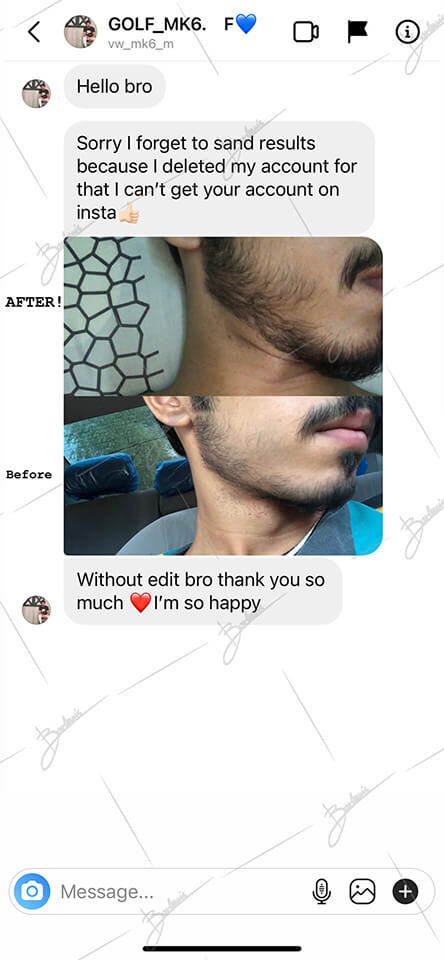 GOLF_MK6. F💙
vw_mk6_m
Hello bro
Sorry I forget to sand results
because I deleted my account for
that I can't get your account on
insta👍🏻
AFTER!
Before
Without edit bro thank you so
much ❤️I'm so happy
Message...